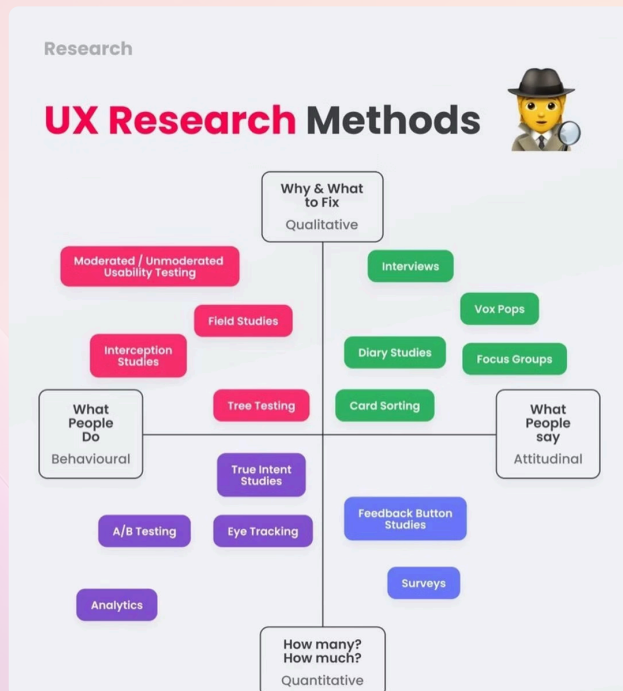 Research
UX Research Methods
Why & What
to Fix
Qualitative
Moderated / Unmoderated
Usability Testing
Interviews
Vox Pops
Field Studies
Interception
Studies
Diary Studies
Focus Groups
Tree Testing
Card Sorting
What
People
Do
Behavioural
What
People
say
Attitudinal
True Intent
Studies
Feedback Button
Studies
A/B Testing
Eye Tracking
Surveys
Analytics
How many?
How much?
Quantitative